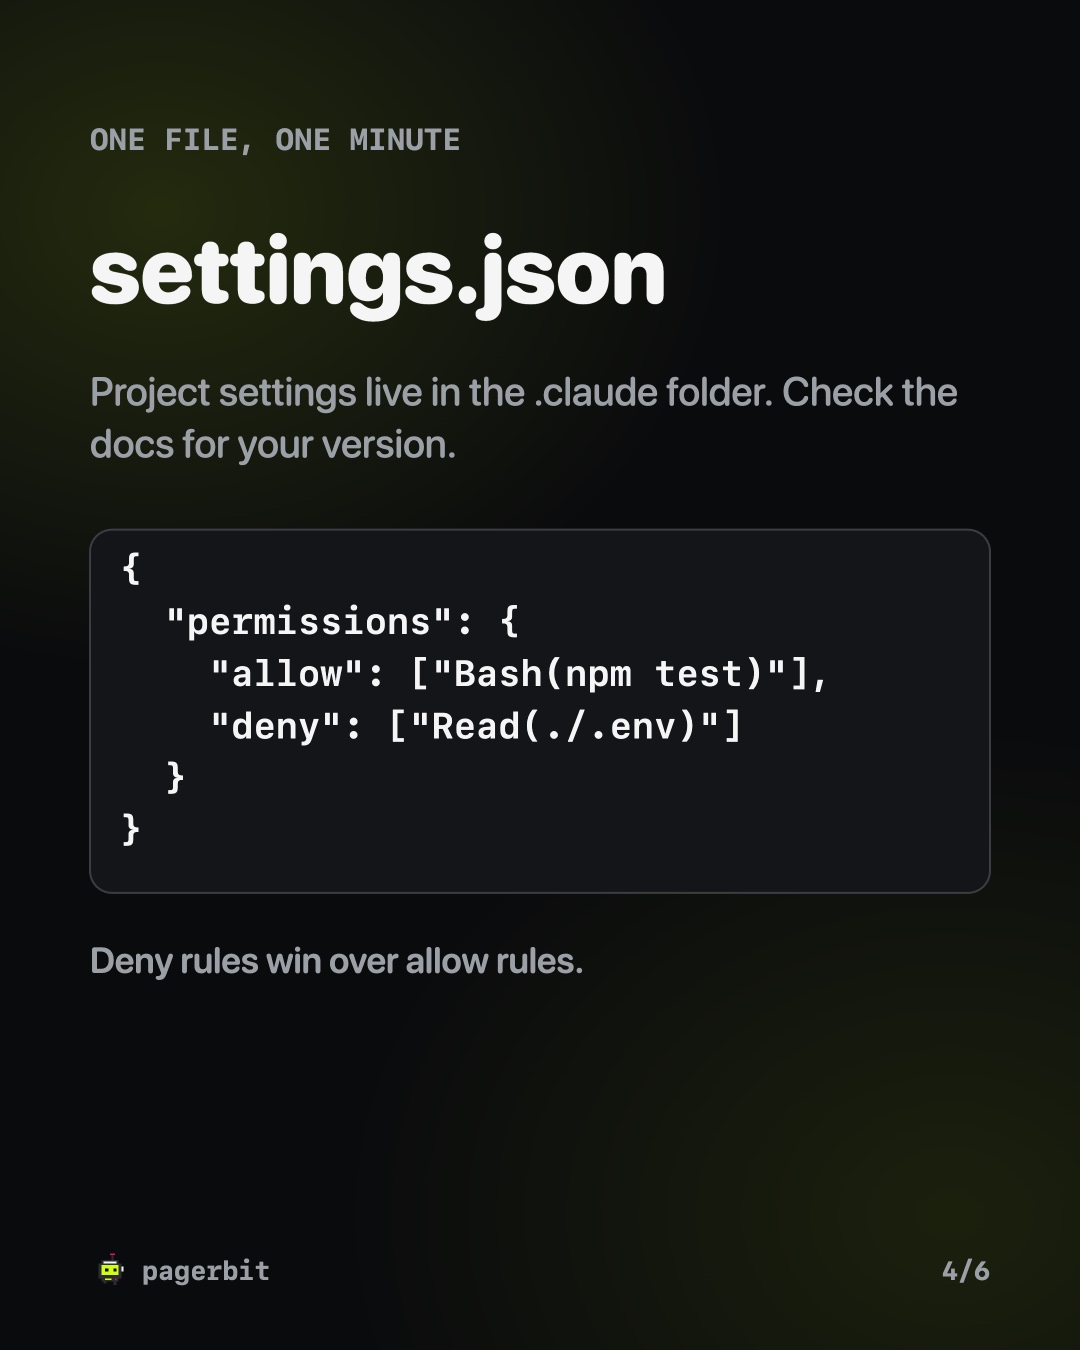 ONE FILE, ONE MINUTE
settings.json
Project settings live in the .claude folder. Check the
docs for your version.
{
  "permissions": {
    "allow": ["Bash(npm test)"],
    "deny": ["Read(./.env)"]
  }
}
Deny rules win over allow rules.
pagerbit
4/6